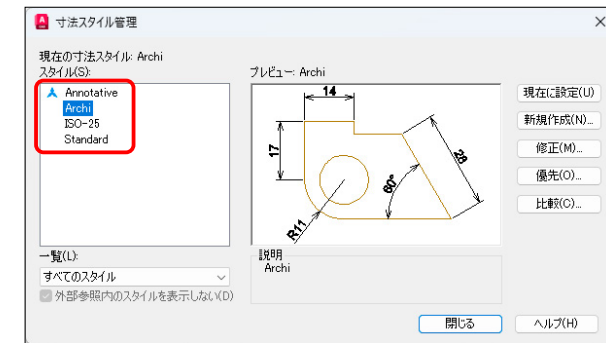 寸法スタイル管理
現在の寸法スタイル: Archi
スタイル(S):
Annotative
Archi
ISO-25
Standard
プレビュー: Archi
14
17
28
60°
R11
現在に設定(U)
新規作成(N)...
修正(M)...
優先(O)...
比較(C)...
一覧(L):
すべてのスタイル
外部参照内のスタイルを表示しない(D)
説明
Archi
閉じる
ヘルプ(H)